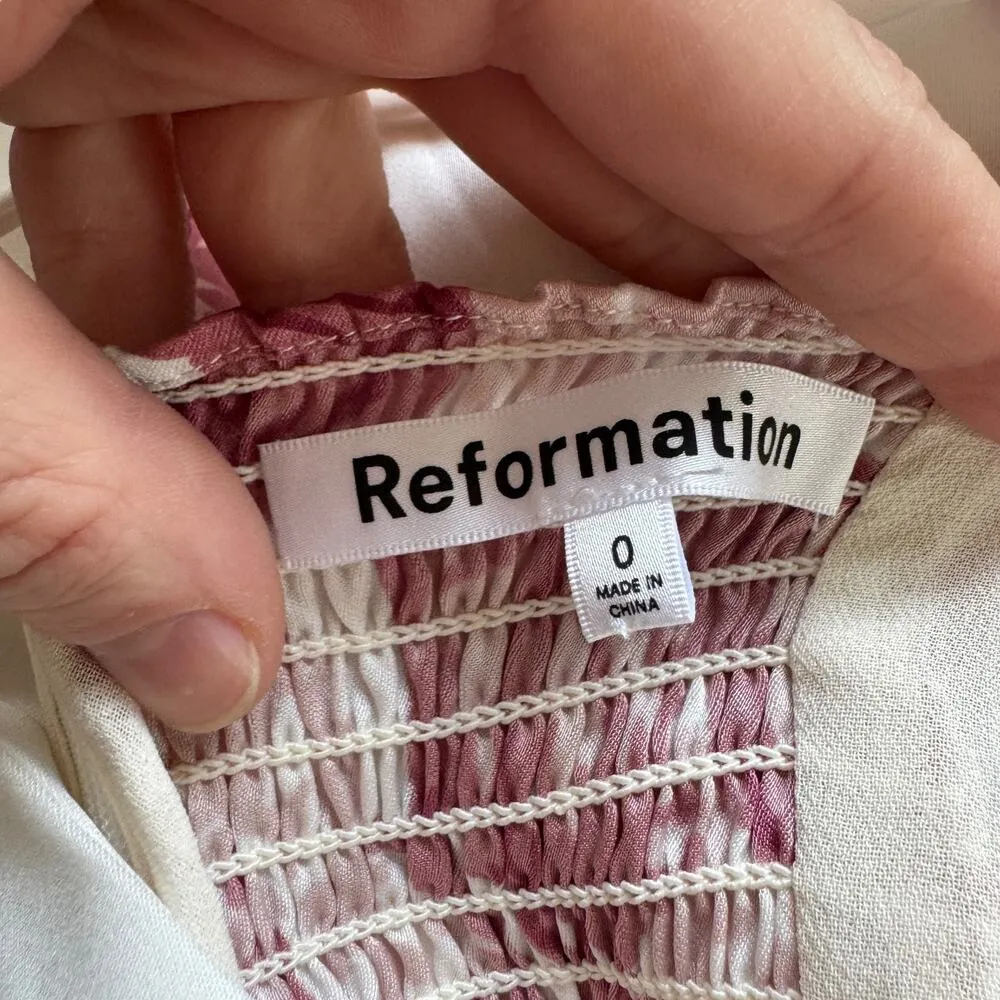 Reformation
0
MADE IN
CHINA